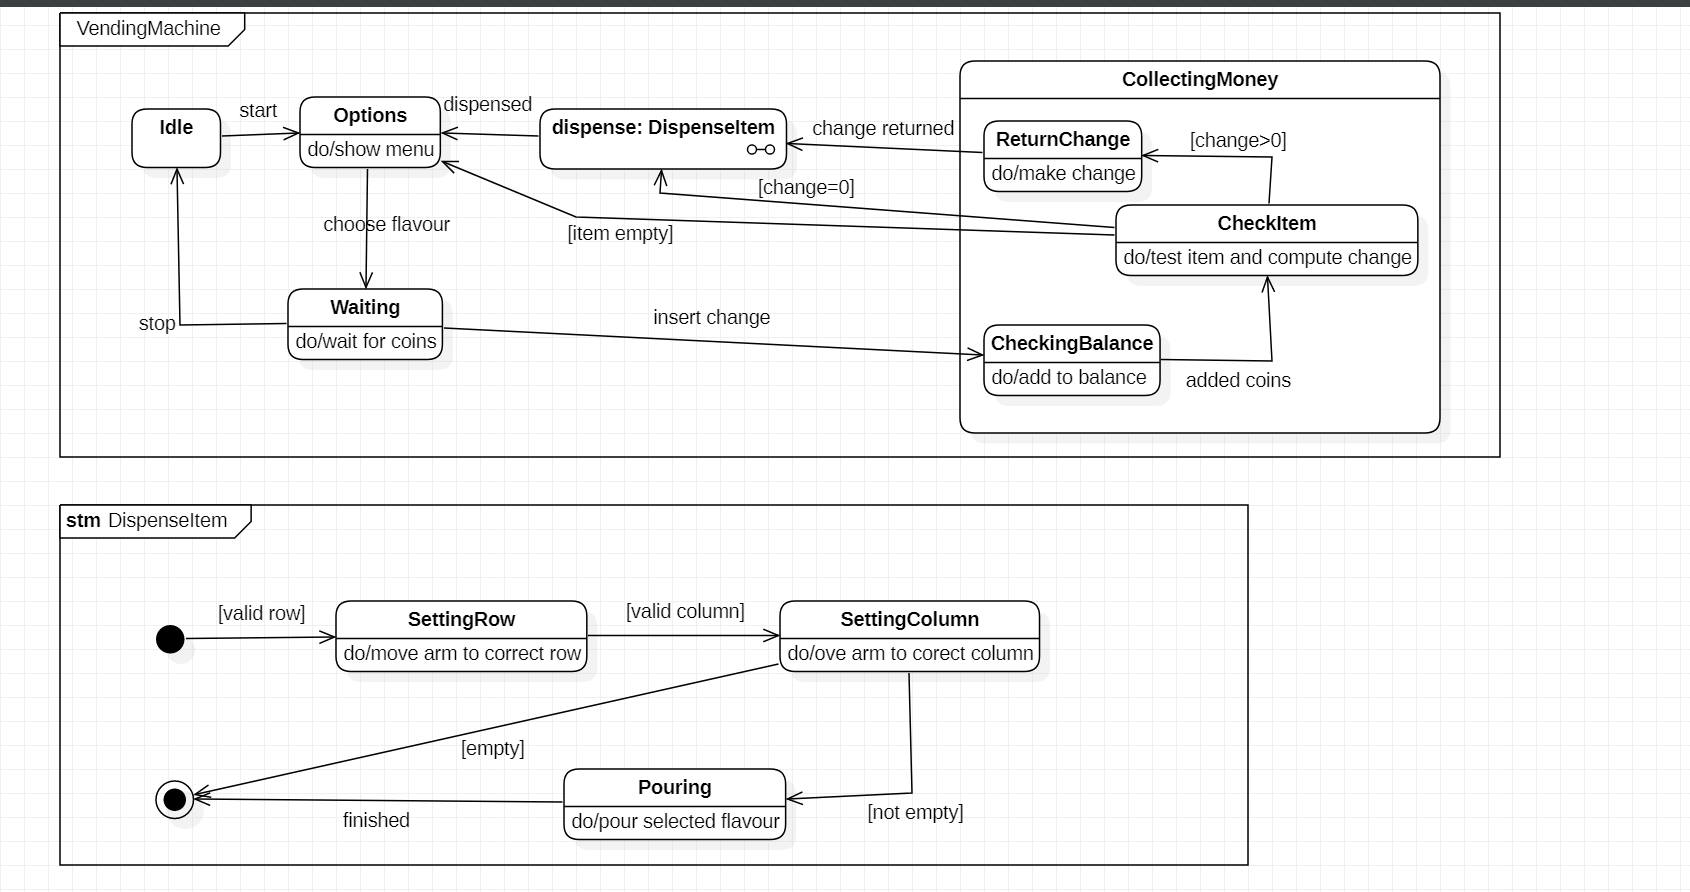 VendingMachine
CollectingMoney
Idle
start
Options
do/show menu
dispensed
dispense: DispenseItem
change returned
ReturnChange
do/make change
[change>0]
[change=0]
CheckItem
do/test item and compute change
choose flavour
[item empty]
Waiting
do/wait for coins
stop
insert change
CheckingBalance
do/add to balance
added coins
stm DispenseItem
[valid row]
SettingRow
do/move arm to correct row
[valid column]
SettingColumn
do/ove arm to corect column
[empty]
Pouring
do/pour selected flavour
[not empty]
finished